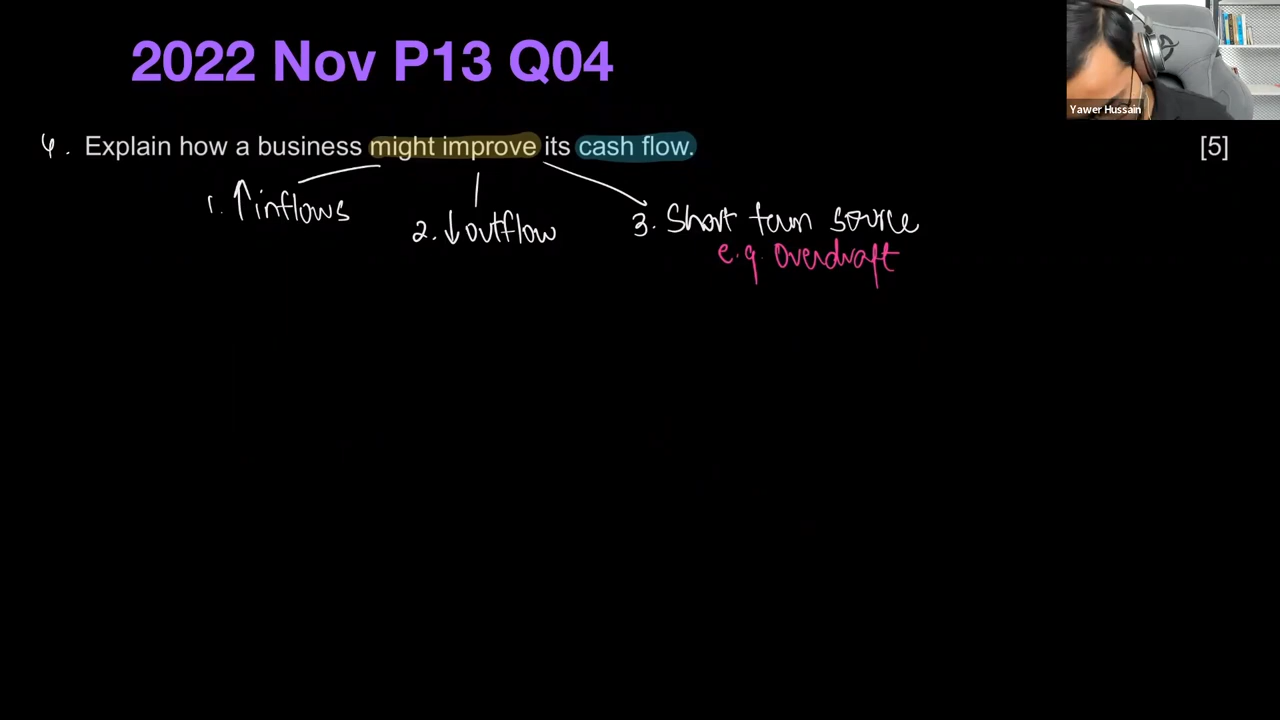 2022 Nov P13 Q04
Yawer Hussain
4. Explain how a business might improve its cash flow. [5]
1. ↑inflows
2. ↓outflow
3. Short term source
e.g. Overdraft